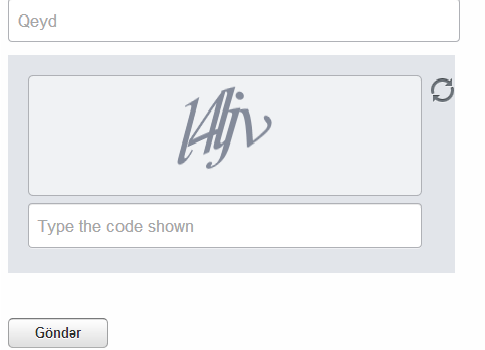 Qeyd
Type the code shown
Göndər